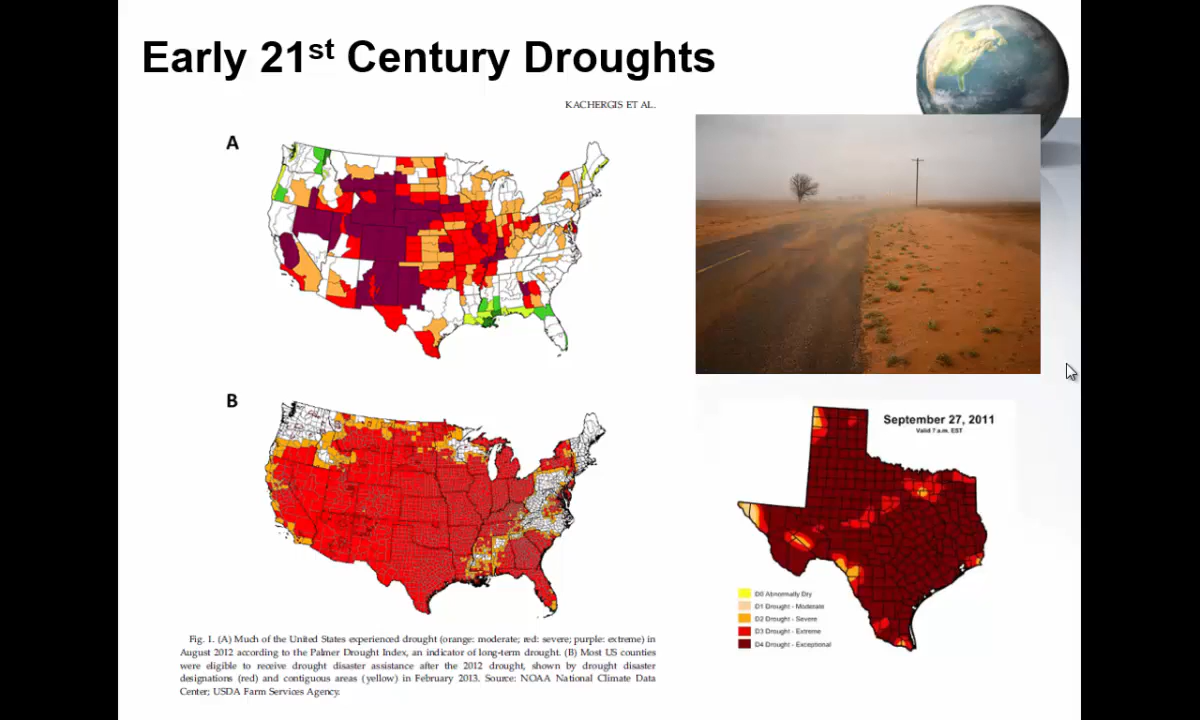 Early 21st Century Droughts
KACHERGIS ET AL.
A
B
Fig. 1. (A) Much of the United States experienced drought (orange: moderate; red: severe; purple: extreme) in
August 2012 according to the Palmer Drought Index, an indicator of long-term drought. (B) Most US counties
were eligible to receive drought disaster assistance after the 2012 drought, shown by drought disaster
designations (red) and contiguous areas (yellow) in February 2013. Source: NOAA National Climate Data
Center; USDA Farm Services Agency.
September 27, 2011
Valid 7 a.m. EST
D0 Abnormally Dry
D1 Drought - Moderate
D2 Drought - Severe
D3 Drought - Extreme
D4 Drought - Exceptional